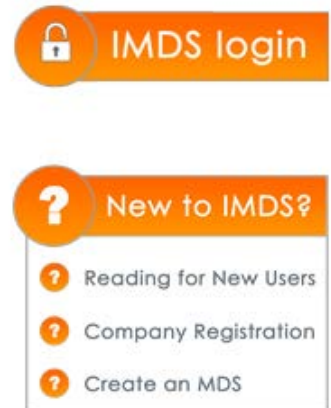 IMDS login
New to IMDS?
Reading for New Users
Company Registration
Create an MDS